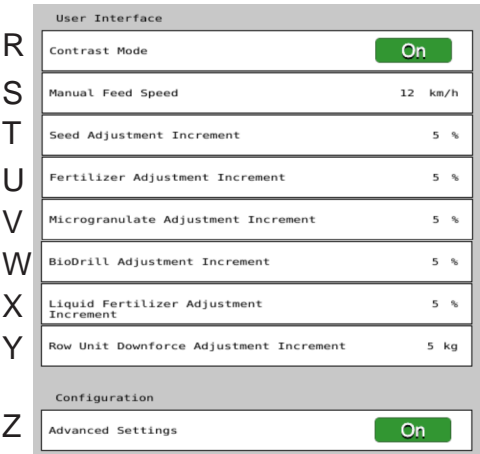 User Interface
R Contrast Mode On
S Manual Feed Speed 12 km/h
T Seed Adjustment Increment 5 %
U Fertilizer Adjustment Increment 5 %
V Microgranulate Adjustment Increment 5 %
W BioDrill Adjustment Increment 5 %
X Liquid Fertilizer Adjustment
Increment 5 %
Y Row Unit Downforce Adjustment Increment 5 kg
Configuration
Z Advanced Settings On